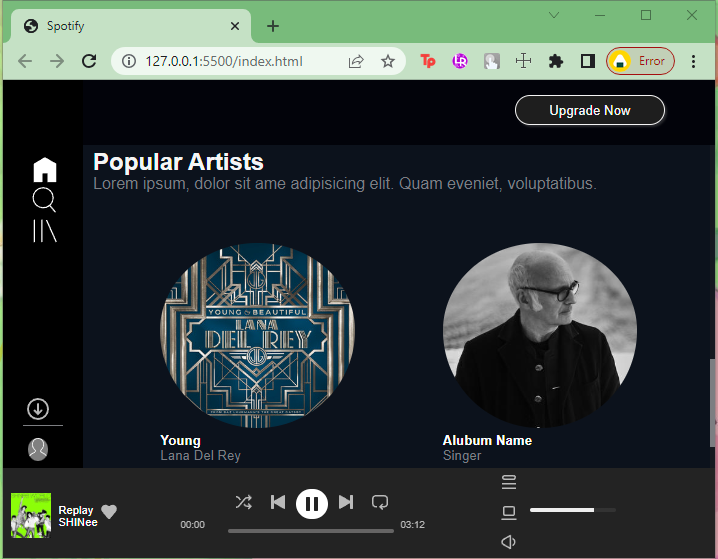 Spotify
127.0.0.1:5500/index.html
Tp
LR
Error
Upgrade Now
Popular Artists
Lorem ipsum, dolor sit ame adipisicing elit. Quam eveniet, voluptatibus.
YOUNG & BEAUTIFUL
LANA
DEL REY
Young
Lana Del Rey
Alubum Name
Singer
Replay
SHINee
00:00
03:12